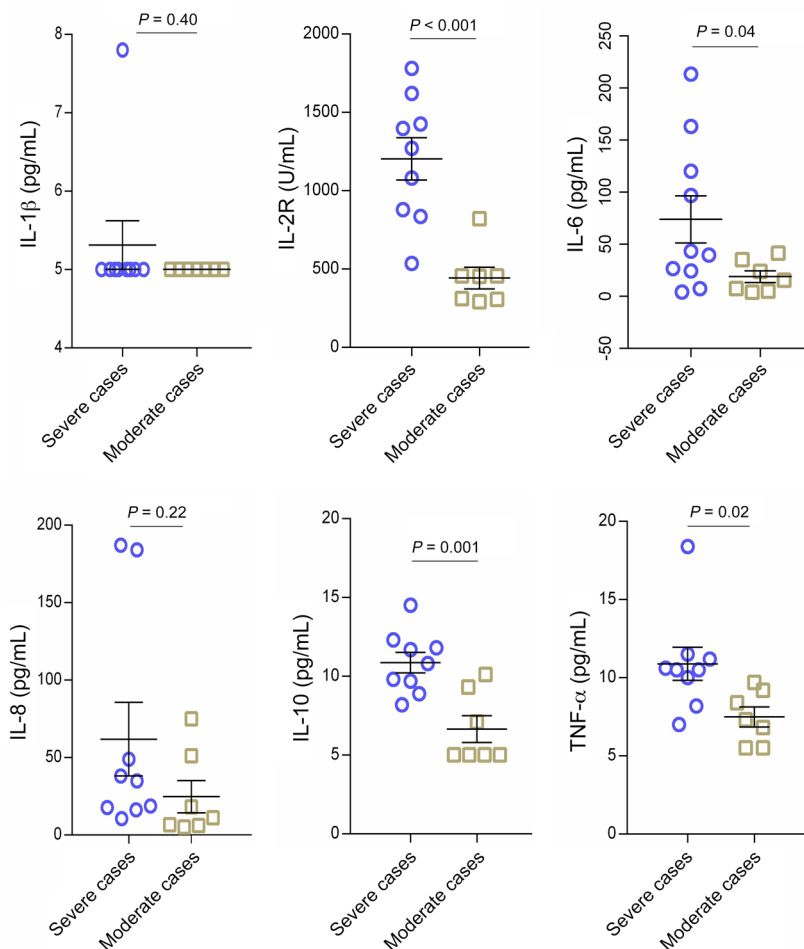 P = 0.40
IL-1β (pg/mL)
8
7
6
5
4
Severe cases
Moderate cases
P < 0.001
IL-2R (U/mL)
2000
1500
1000
500
0
Severe cases
Moderate cases
P = 0.04
IL-6 (pg/mL)
250
200
150
100
50
0
-50
Severe cases
Moderate cases
P = 0.22
IL-8 (pg/mL)
200
150
100
50
0
Severe cases
Moderate cases
P = 0.001
IL-10 (pg/mL)
20
15
10
5
0
Severe cases
Moderate cases
P = 0.02
TNF-α (pg/mL)
20
15
10
5
0
Severe cases
Moderate cases